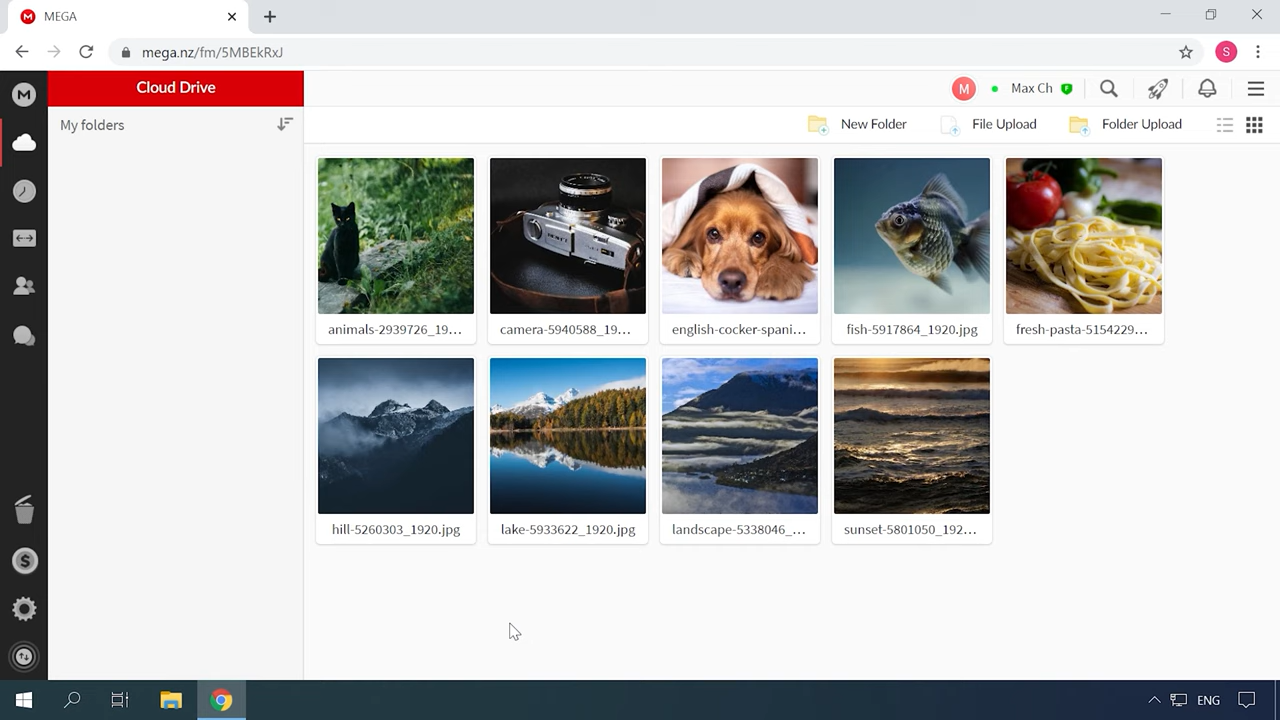 MEGA
mega.nz/fm/5MBEkRxJ
S
Cloud Drive
M
Max Ch
My folders
New Folder
File Upload
Folder Upload
animals-2939726_19...
camera-5940588_19...
english-cocker-spani...
fish-5917864_1920.jpg
fresh-pasta-5154229...
hill-5260303_1920.jpg
lake-5933622_1920.jpg
landscape-5338046_...
sunset-5801050_192...
ENG